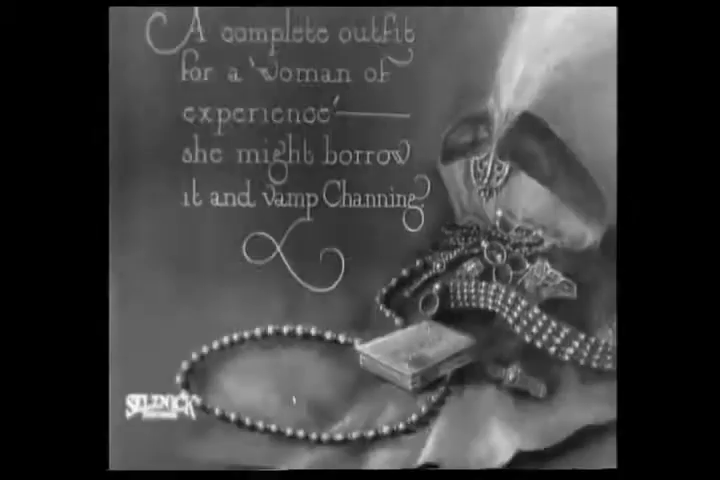 A complete outfit
for a 'woman of
experience'——
she might borrow
it and vamp Channing.
SELZNICK